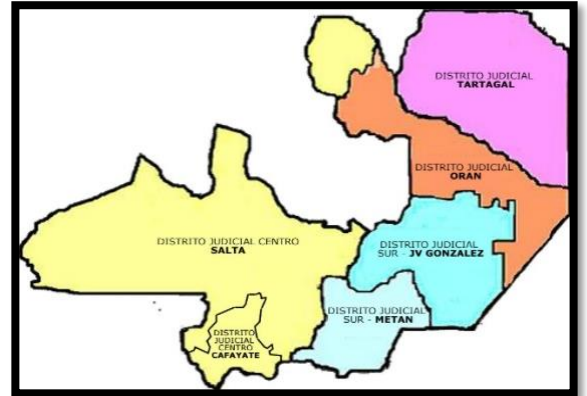 DISTRITO JUDICIAL
TARTAGAL
DISTRITO JUDICIAL
ORAN
DISTRITO JUDICIAL CENTRO
SALTA
DISTRITO JUDICIAL
SUR - JV GONZALEZ
DISTRITO JUDICIAL
SUR - METAN
DISTRITO
JUDICIAL
CENTRO
CAFAYATE